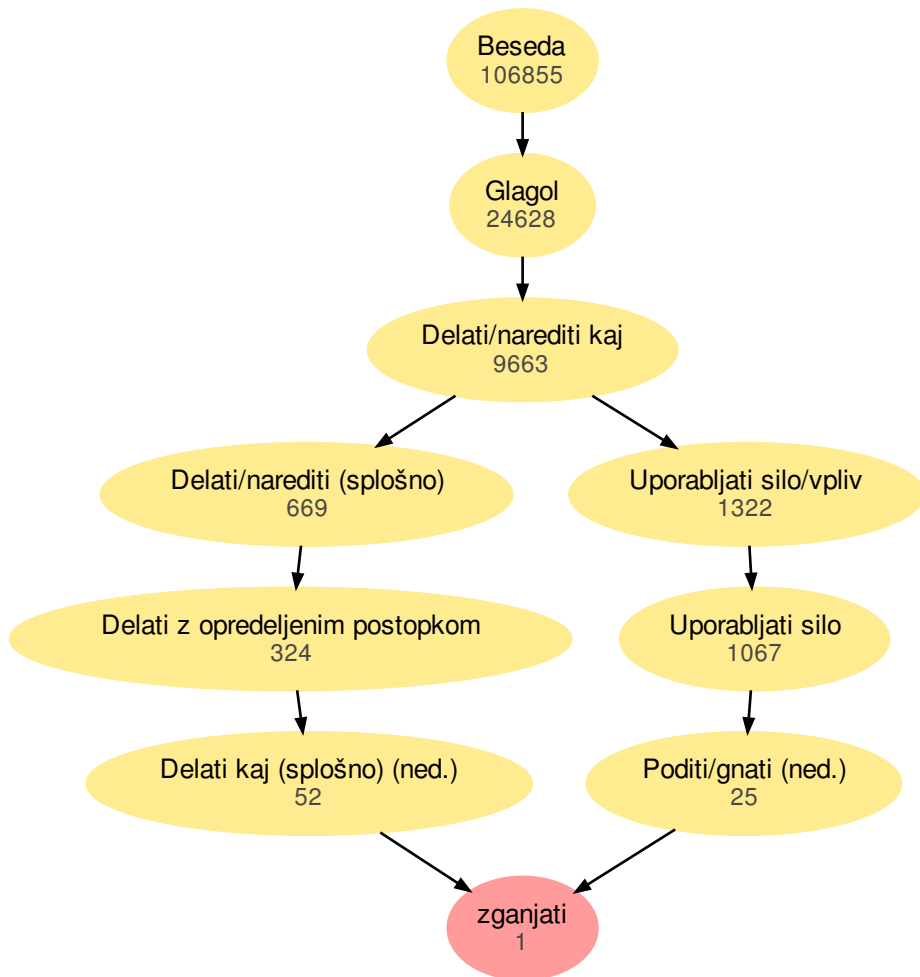 Beseda
106855
Glagol
24628
Delati/narediti kaj
9663
Delati/narediti (splošno)
669
Uporabljati silo/vpliv
1322
Delati z opredeljenim postopkom
324
Uporabljati silo
1067
Delati kaj (splošno) (ned.)
52
Poditi/gnati (ned.)
25
zganjati
1